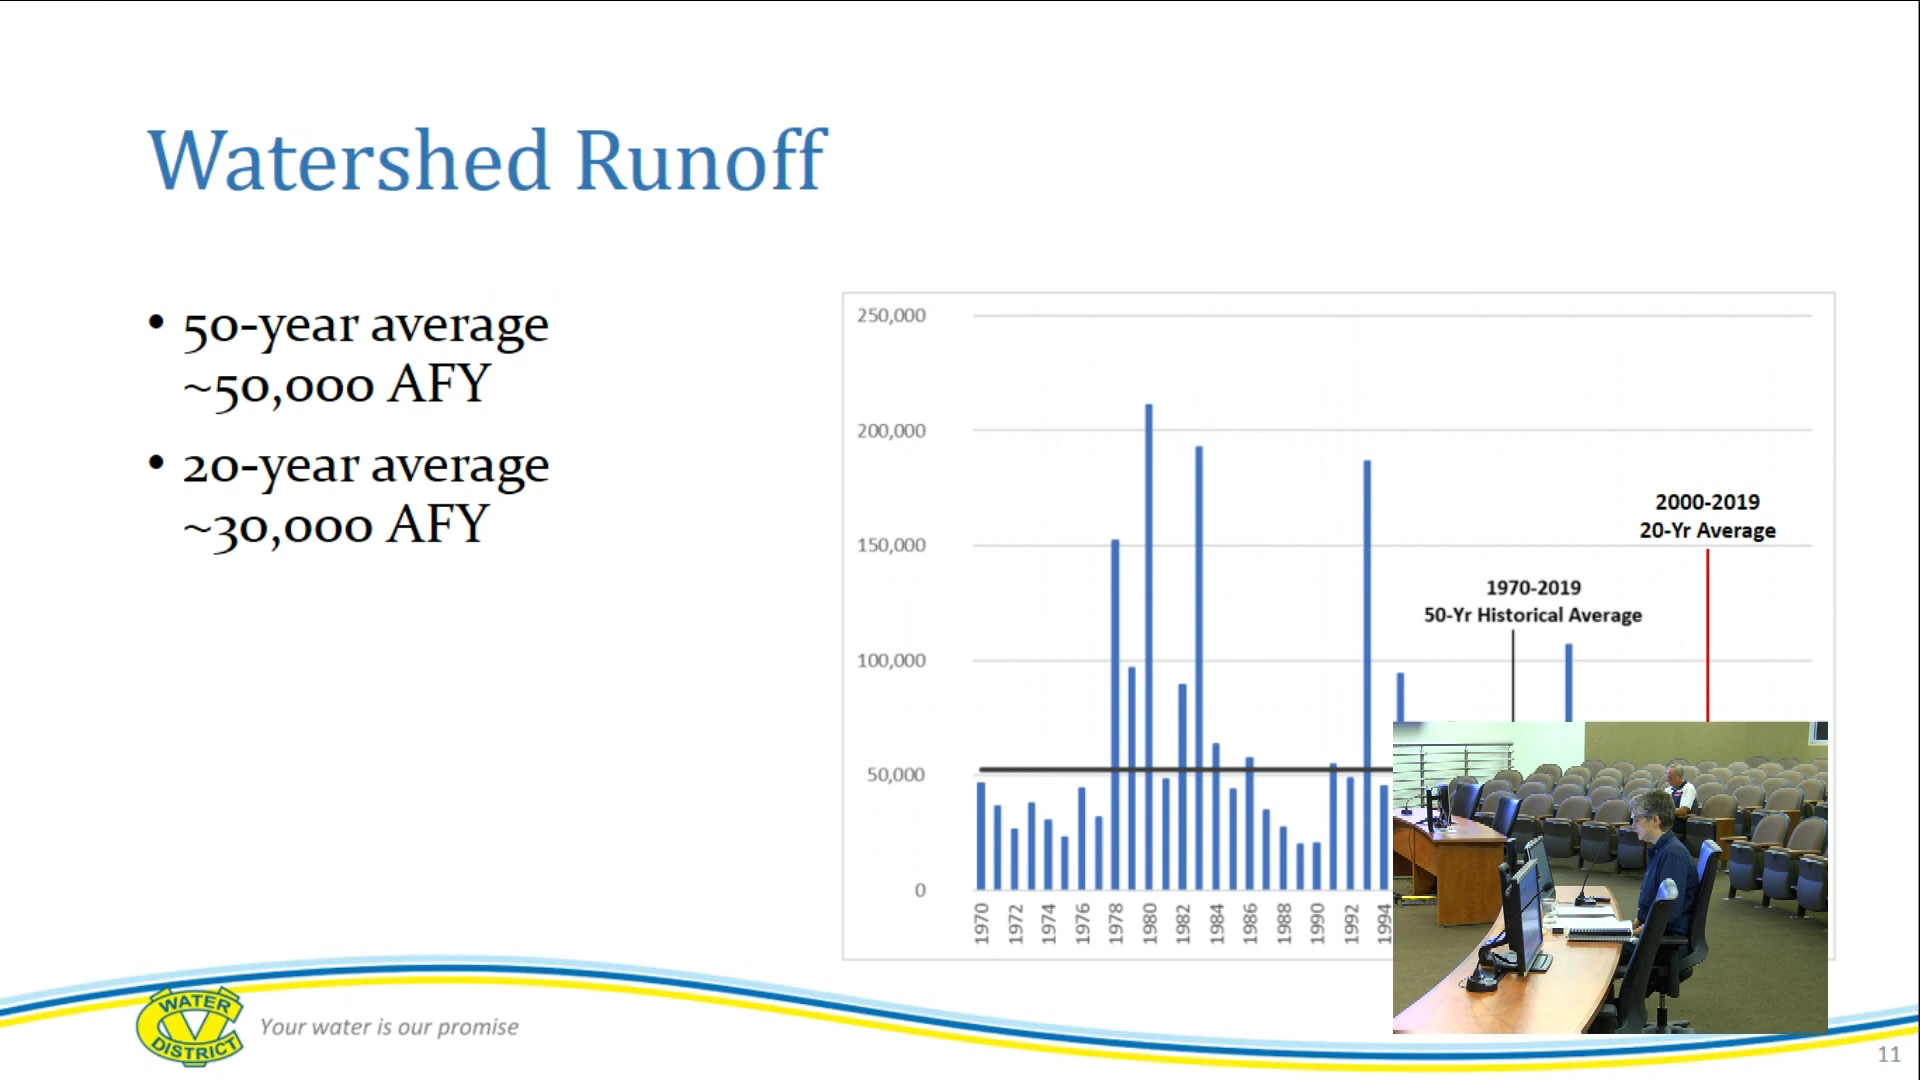 Watershed Runoff
• 50-year average
~50,000 AFY
• 20-year average
~30,000 AFY
250,000
200,000
150,000
100,000
50,000
0
2000-2019
20-Yr Average
1970-2019
50-Yr Historical Average
1970 1972 1974 1976 1978 1980 1982 1984 1986 1988 1990 1992 1994
WATER
CV
DISTRICT
Your water is our promise
11